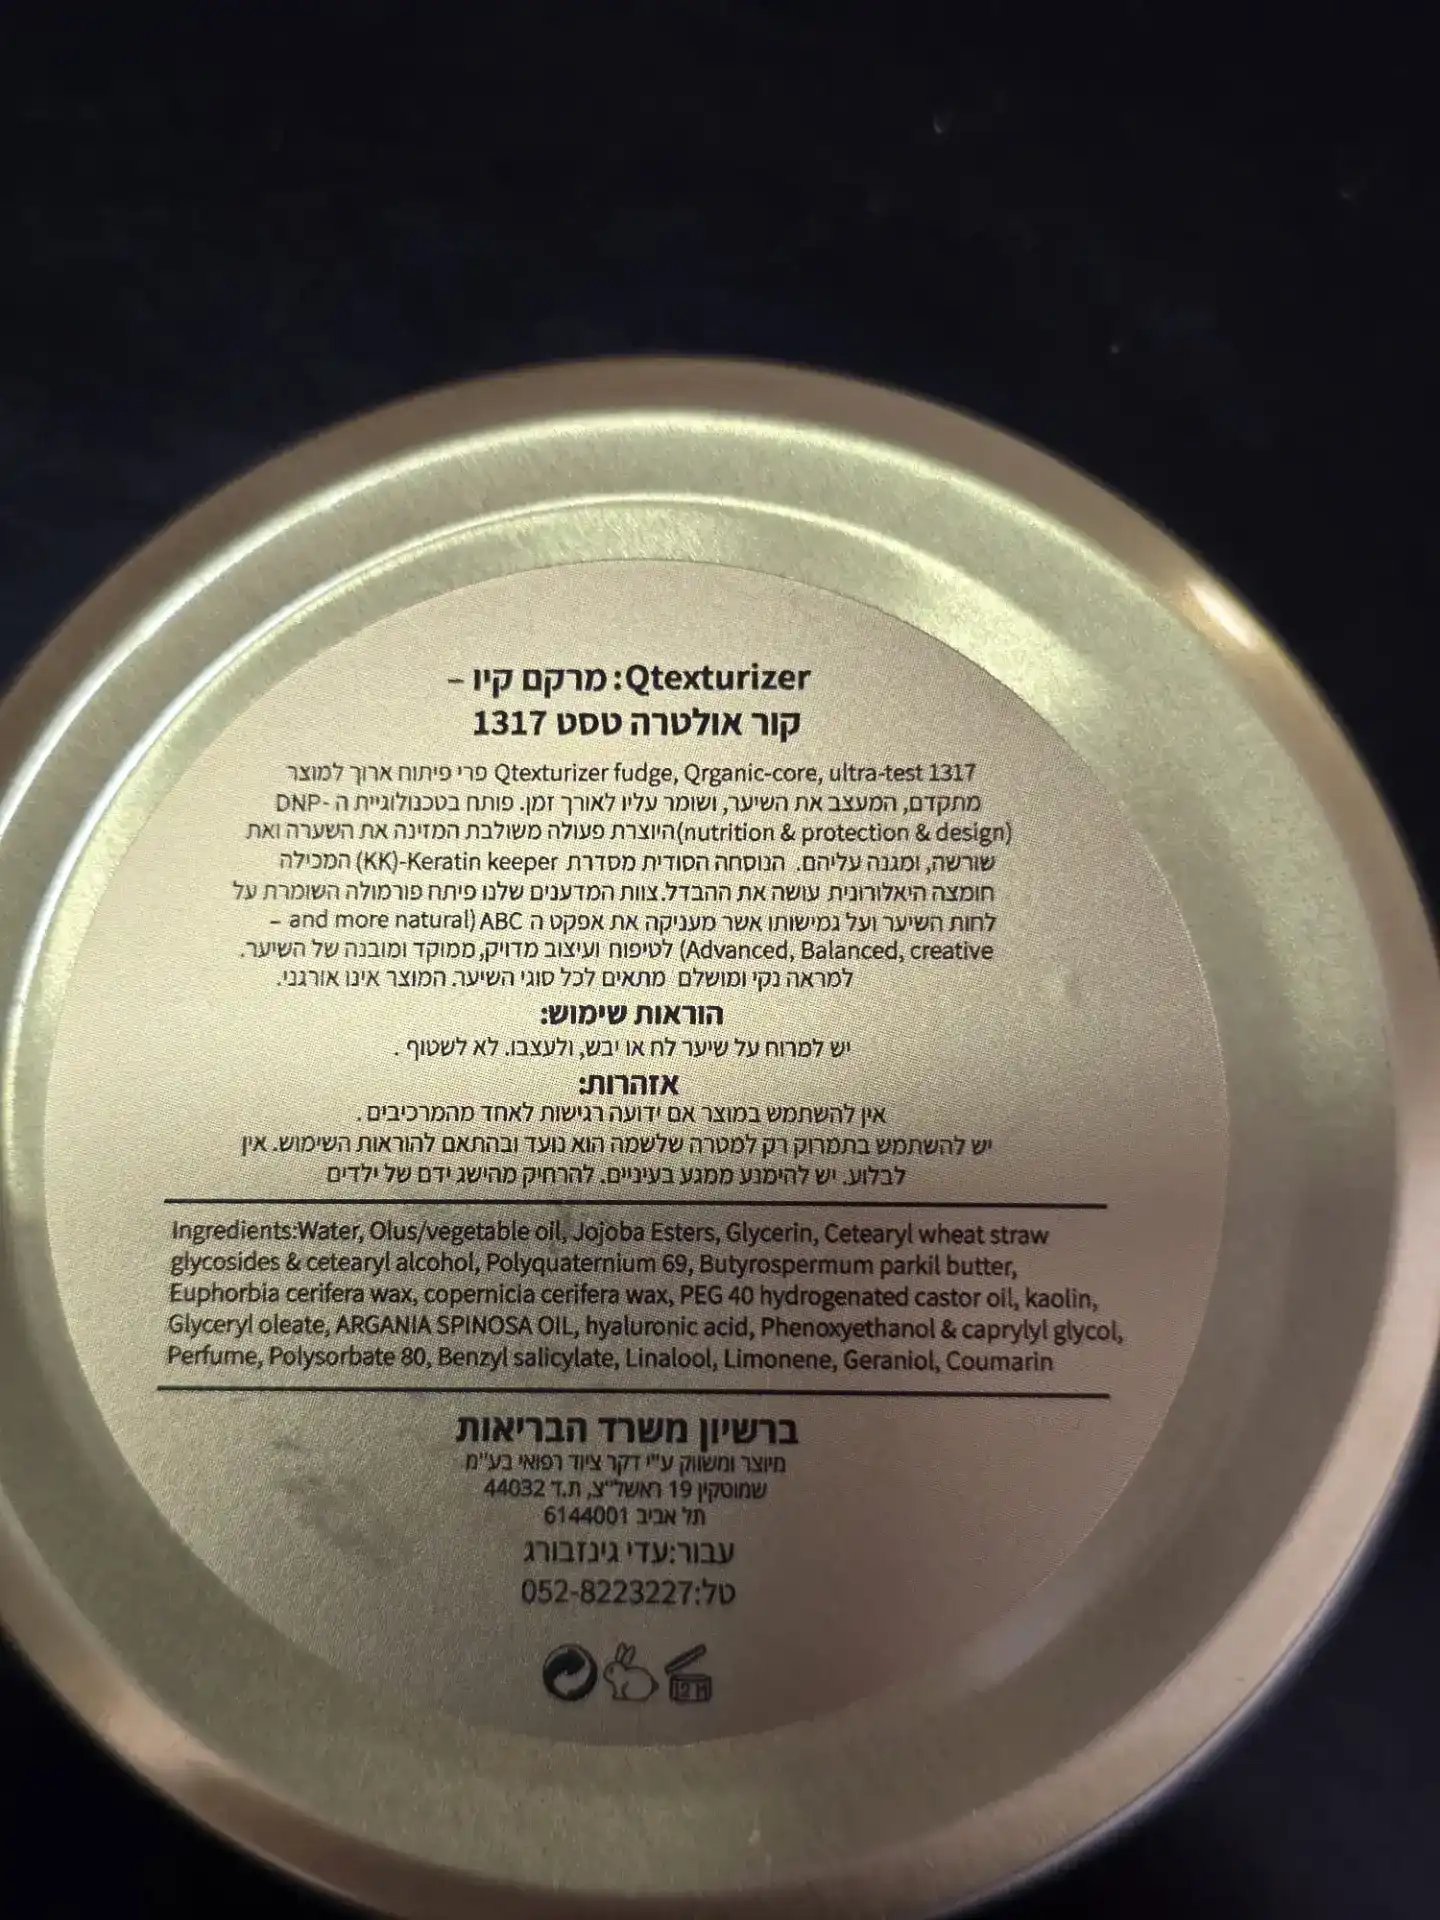 Qtexturizer: מרקם קיו –
קור אולטרה טסט 1317
Qtexturizer fudge, Qrganic-core, ultra-test 1317 פרי פיתוח ארוך למוצר
מתקדם, המעצב את השיער, ושומר עליו לאורך זמן. פותח בטכנולוגיית ה -DNP
(nutrition & protection & design)היוצרת פעולה משולבת המזינה את השערה ואת
שורשה, ומגנה עליהם. הנוסחה הסודית מסדרת Keratin keeper-(KK) המכילה
חומצה היאלורונית עושה את ההבדל.צוות המדענים שלנו פיתח פורמולה השומרת על
לחות השיער ועל גמישותו אשר מעניקה את אפקט ה ABC (and more natural –
Advanced, Balanced, creative) לטיפוח ועיצוב מדויק,ממוקד ומובנה של השיער.
למראה נקי ומושלם מתאים לכל סוגי השיער. המוצר אינו אורגני.
הוראות שימוש:
יש למרוח על שיער לח או יבש, ולעצבו. לא לשטוף .
אזהרות:
אין להשתמש במוצר אם ידועה רגישות לאחד מהמרכיבים .
יש להשתמש בתמרוק רק למטרה שלשמה הוא נועד ובהתאם להוראות השימוש. אין
לבלוע. יש להימנע ממגע בעיניים. להרחיק מהישג ידם של ילדים
Ingredients:Water, Olus/vegetable oil, Jojoba Esters, Glycerin, Cetearyl wheat straw
glycosides & cetearyl alcohol, Polyquaternium 69, Butyrospermum parkil butter,
Euphorbia cerifera wax, copernicia cerifera wax, PEG 40 hydrogenated castor oil, kaolin,
Glyceryl oleate, ARGANIA SPINOSA OIL, hyaluronic acid, Phenoxyethanol & caprylyl glycol,
Perfume, Polysorbate 80, Benzyl salicylate, Linalool, Limonene, Geraniol, Coumarin
ברשיון משרד הבריאות
מיוצר ומשווק ע"י דקר ציוד רפואי בע"מ
שמוטקין 19 ראשל"צ, ת.ד 44032
תל אביב 6144001
עבור:עדי גינזבורג
טל:052-8223227
12 M